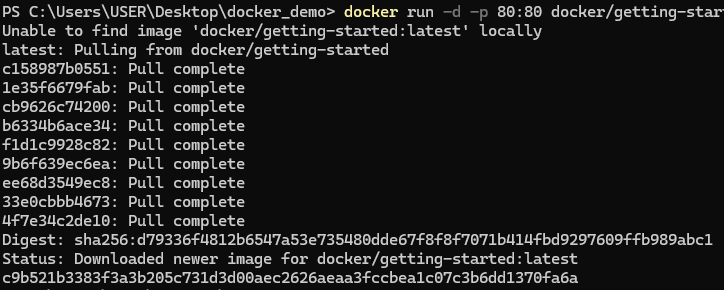 PS C:\Users\USER\Desktop\docker_demo> docker run -d -p 80:80 docker/getting-star
Unable to find image 'docker/getting-started:latest' locally
latest: Pulling from docker/getting-started
c158987b0551: Pull complete
1e35f6679fab: Pull complete
cb9626c74200: Pull complete
b6334b6ace34: Pull complete
f1d1c9928c82: Pull complete
9b6f639ec6ea: Pull complete
ee68d3549ec8: Pull complete
33e0cbbb4673: Pull complete
4f7e34c2de10: Pull complete
Digest: sha256:d79336f4812b6547a53e735480dde67f8f8f7071b414fbd9297609ffb989abc1
Status: Downloaded newer image for docker/getting-started:latest
c9b521b3383f3a3b205c731d3d00aec2626aeaa3fccbea1c07c3b6dd1370fa6a